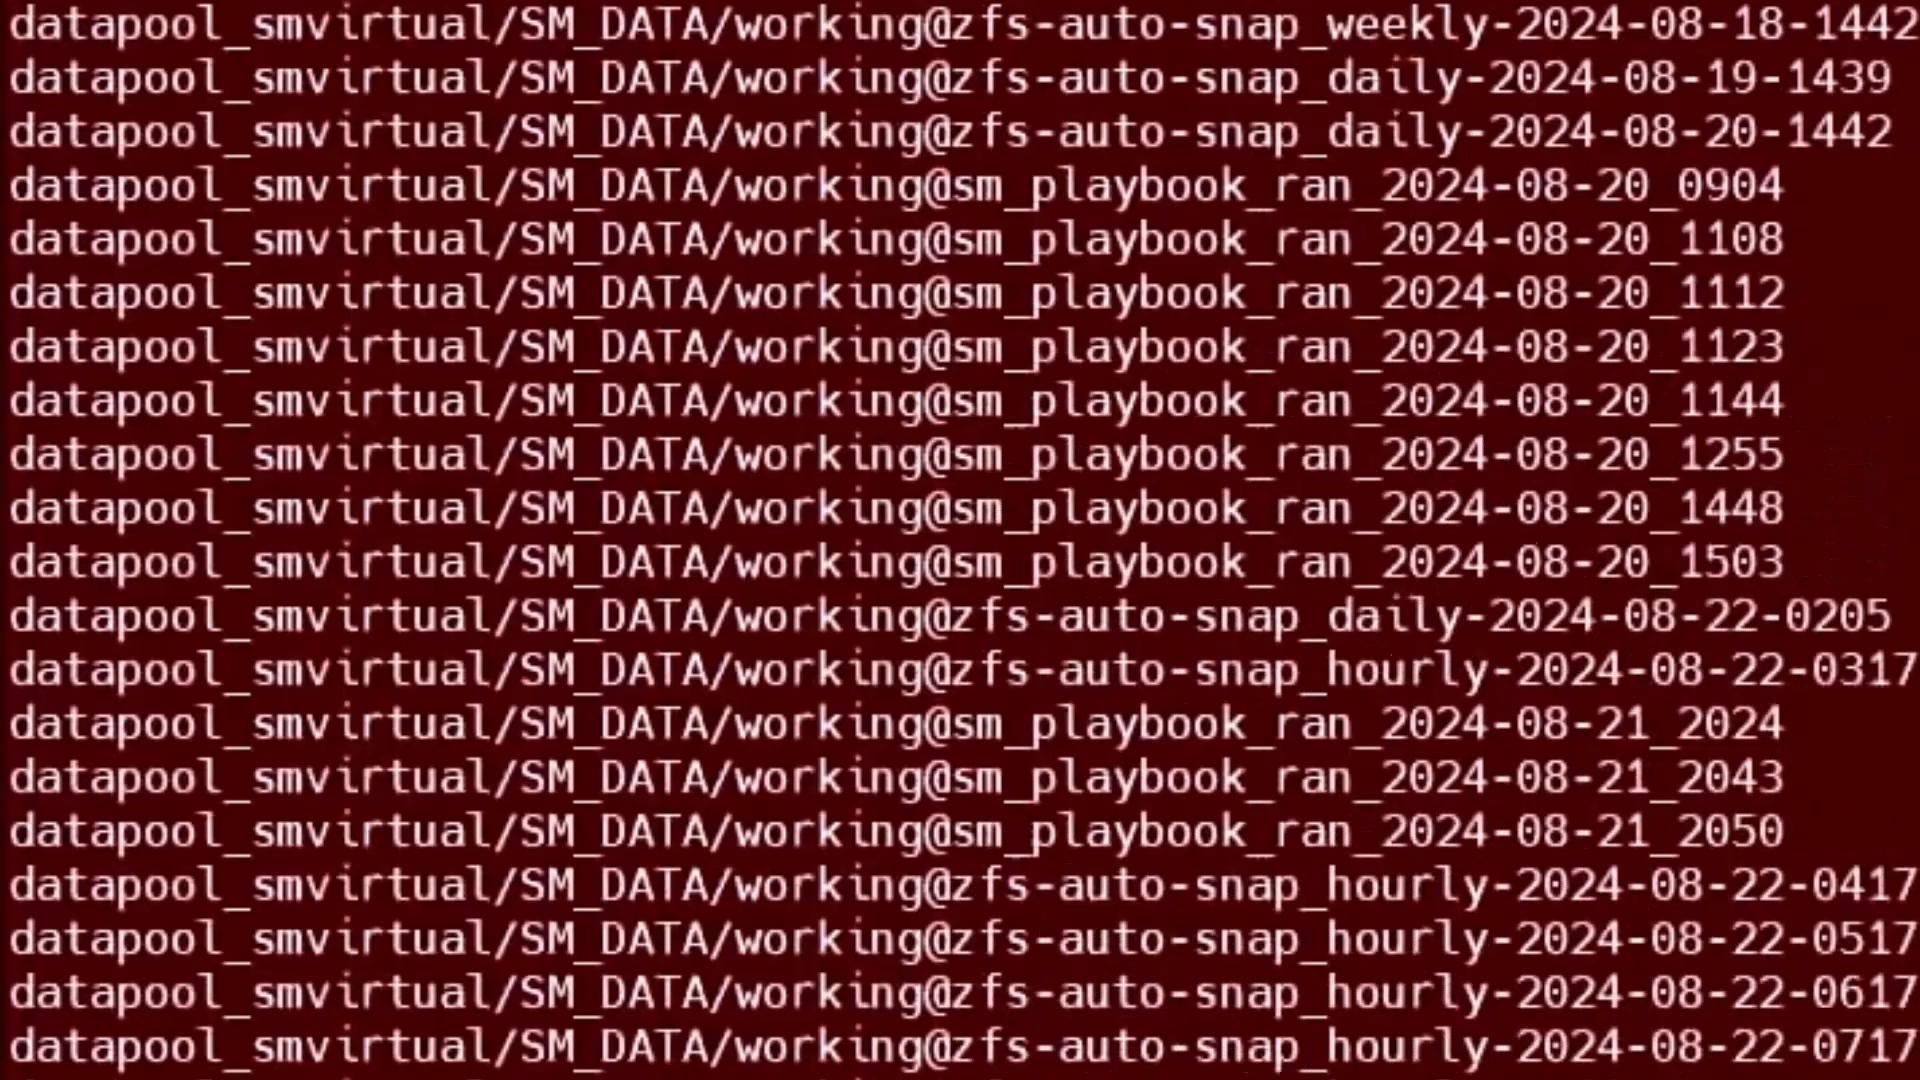 datapool_smvirtual/SM_DATA/working@zfs-auto-snap_weekly-2024-08-18-1442
datapool_smvirtual/SM_DATA/working@zfs-auto-snap_daily-2024-08-19-1439
datapool_smvirtual/SM_DATA/working@zfs-auto-snap_daily-2024-08-20-1442
datapool_smvirtual/SM_DATA/working@sm_playbook_ran_2024-08-20_0904
datapool_smvirtual/SM_DATA/working@sm_playbook_ran_2024-08-20_1108
datapool_smvirtual/SM_DATA/working@sm_playbook_ran_2024-08-20_1112
datapool_smvirtual/SM_DATA/working@sm_playbook_ran_2024-08-20_1123
datapool_smvirtual/SM_DATA/working@sm_playbook_ran_2024-08-20_1144
datapool_smvirtual/SM_DATA/working@sm_playbook_ran_2024-08-20_1255
datapool_smvirtual/SM_DATA/working@sm_playbook_ran_2024-08-20_1448
datapool_smvirtual/SM_DATA/working@sm_playbook_ran_2024-08-20_1503
datapool_smvirtual/SM_DATA/working@zfs-auto-snap_daily-2024-08-22-0205
datapool_smvirtual/SM_DATA/working@zfs-auto-snap_hourly-2024-08-22-0317
datapool_smvirtual/SM_DATA/working@sm_playbook_ran_2024-08-21_2024
datapool_smvirtual/SM_DATA/working@sm_playbook_ran_2024-08-21_2043
datapool_smvirtual/SM_DATA/working@sm_playbook_ran_2024-08-21_2050
datapool_smvirtual/SM_DATA/working@zfs-auto-snap_hourly-2024-08-22-0417
datapool_smvirtual/SM_DATA/working@zfs-auto-snap_hourly-2024-08-22-0517
datapool_smvirtual/SM_DATA/working@zfs-auto-snap_hourly-2024-08-22-0617
datapool_smvirtual/SM_DATA/working@zfs-auto-snap_hourly-2024-08-22-0717